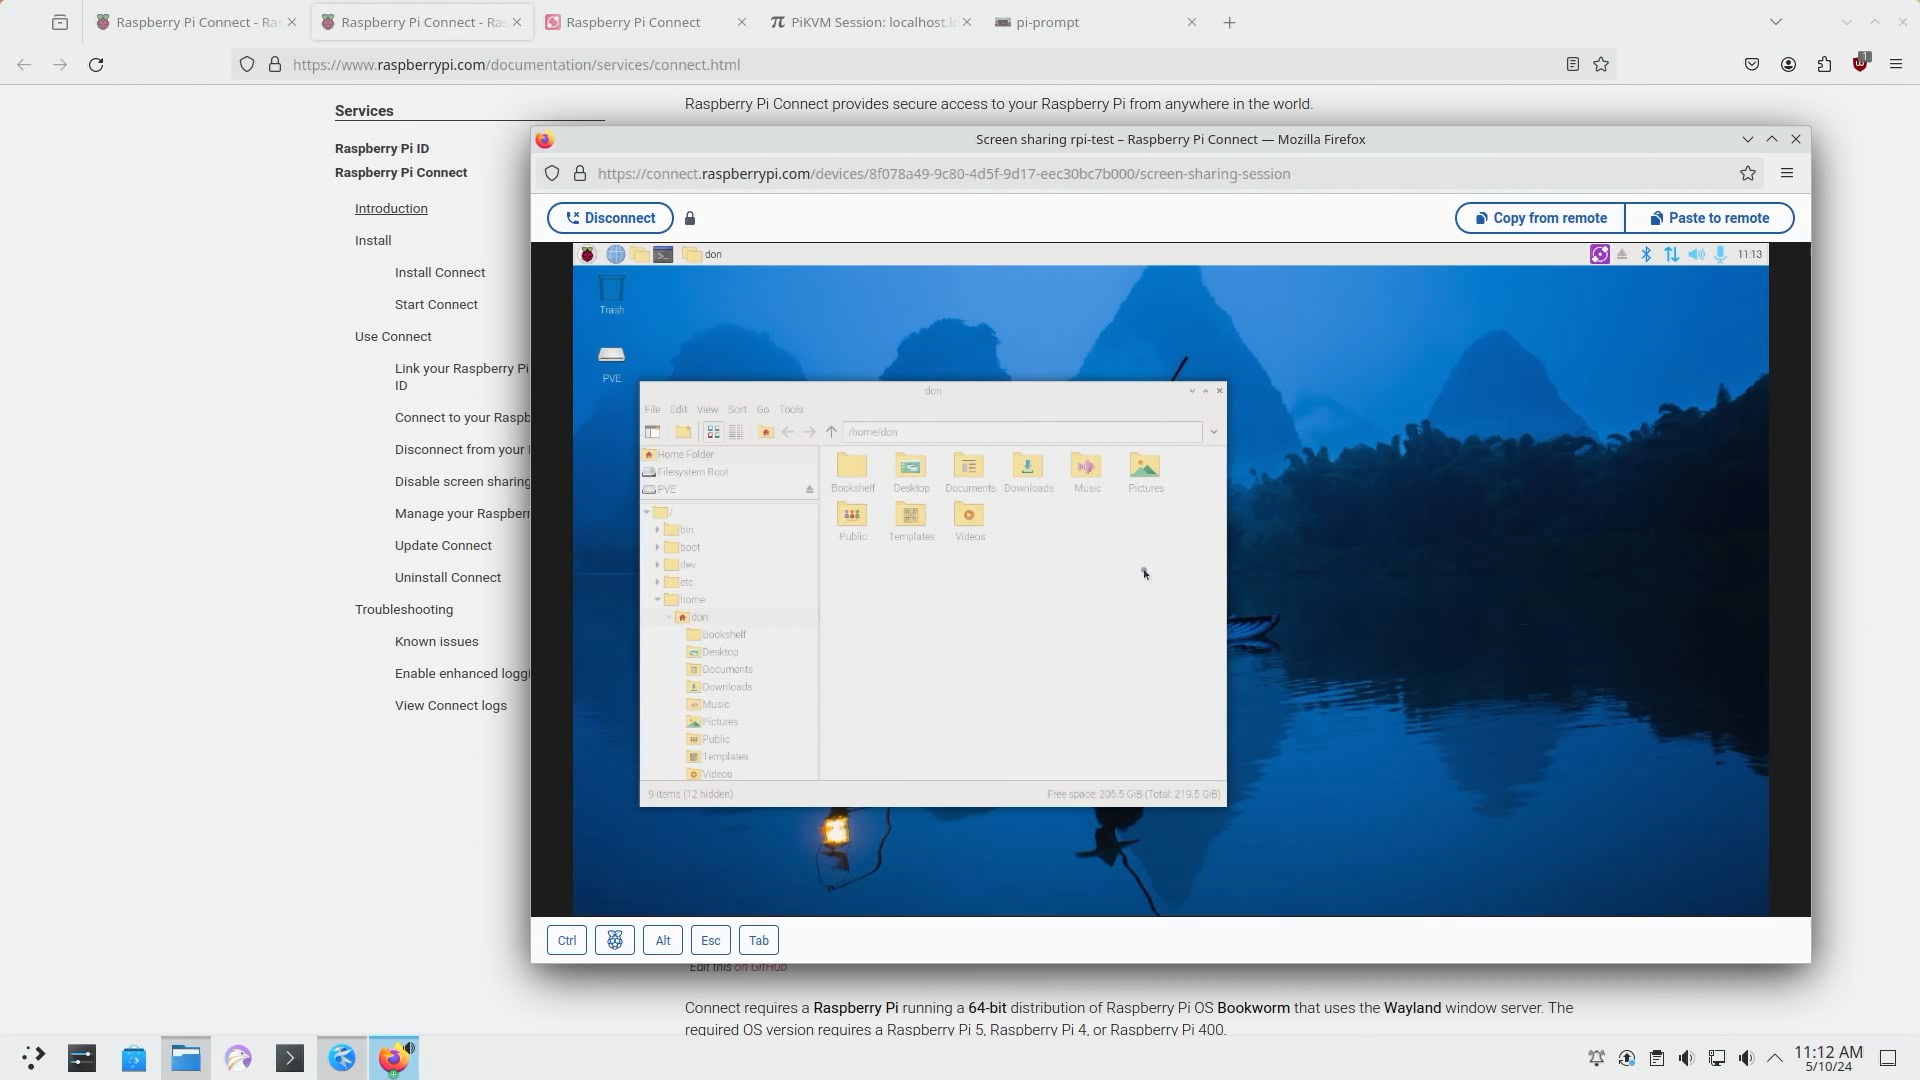 Raspberry Pi Connect - Ras
Raspberry Pi Connect - Ras
Raspberry Pi Connect
PiKVM Session: localhost.lo
pi-prompt
https://www.raspberrypi.com/documentation/services/connect.html
1
Services
Raspberry Pi ID
Raspberry Pi Connect
Introduction
Install
Install Connect
Start Connect
Use Connect
Link your Raspberry Pi
ID
Connect to your Raspb
Disconnect from your
Disable screen sharing
Manage your Raspberr
Update Connect
Uninstall Connect
Troubleshooting
Known issues
Enable enhanced loggi
View Connect logs
Raspberry Pi Connect provides secure access to your Raspberry Pi from anywhere in the world.
Screen sharing rpi-test – Raspberry Pi Connect — Mozilla Firefox
https://connect.raspberrypi.com/devices/8f078a49-9c80-4d5f-9d17-eec30bc7b000/screen-sharing-session
Disconnect
Copy from remote
Paste to remote
don
11:13
Trash
PVE
don
File Edit View Sort Go Tools
/home/don
Home Folder
Filesystem Root
PVE
/
bin
boot
dev
etc
home
don
Bookshelf
Desktop
Documents
Downloads
Music
Pictures
Public
Templates
Videos
Bookshelf Desktop Documents Downloads Music Pictures
Public Templates Videos
9 items (12 hidden)
Free space: 205.5 GiB (Total: 219.5 GiB)
Ctrl
Alt
Esc
Tab
Edit this on GitHub
Connect requires a Raspberry Pi running a 64-bit distribution of Raspberry Pi OS Bookworm that uses the Wayland window server. The
required OS version requires a Raspberry Pi 5, Raspberry Pi 4, or Raspberry Pi 400.
11:12 AM
5/10/24